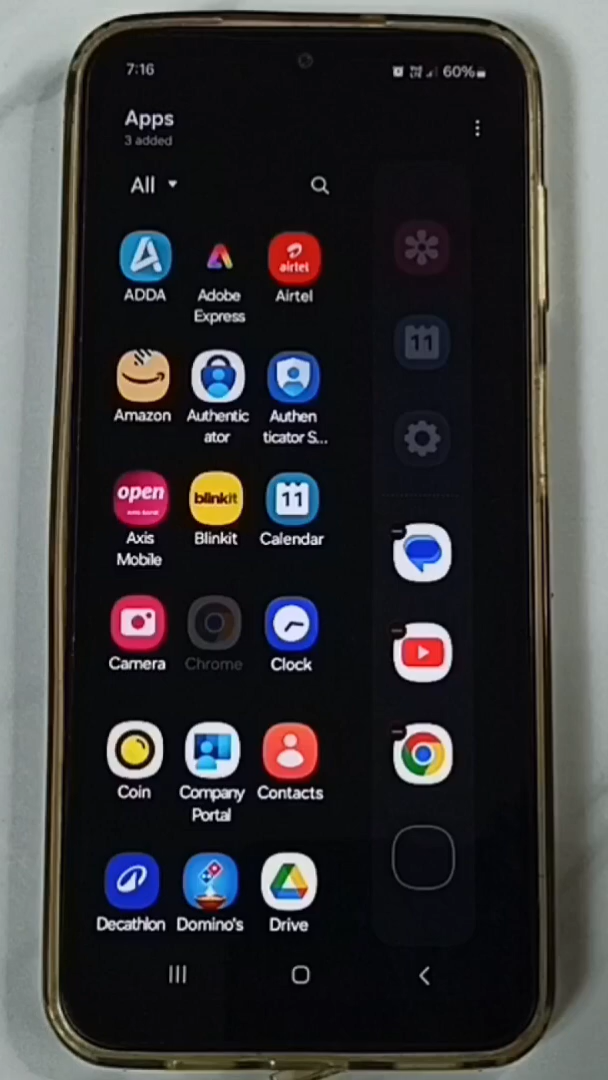 7:16
60%
Apps
3 added
All
ADDA
Adobe
Express
airtel
Airtel
Amazon
Authentic
ator
Authen
ticator S...
open
Axis
Mobile
blinkit
Blinkit
11
Calendar
Camera
Chrome
Clock
Coin
Company
Portal
Contacts
Decathlon
Domino's
Drive
11